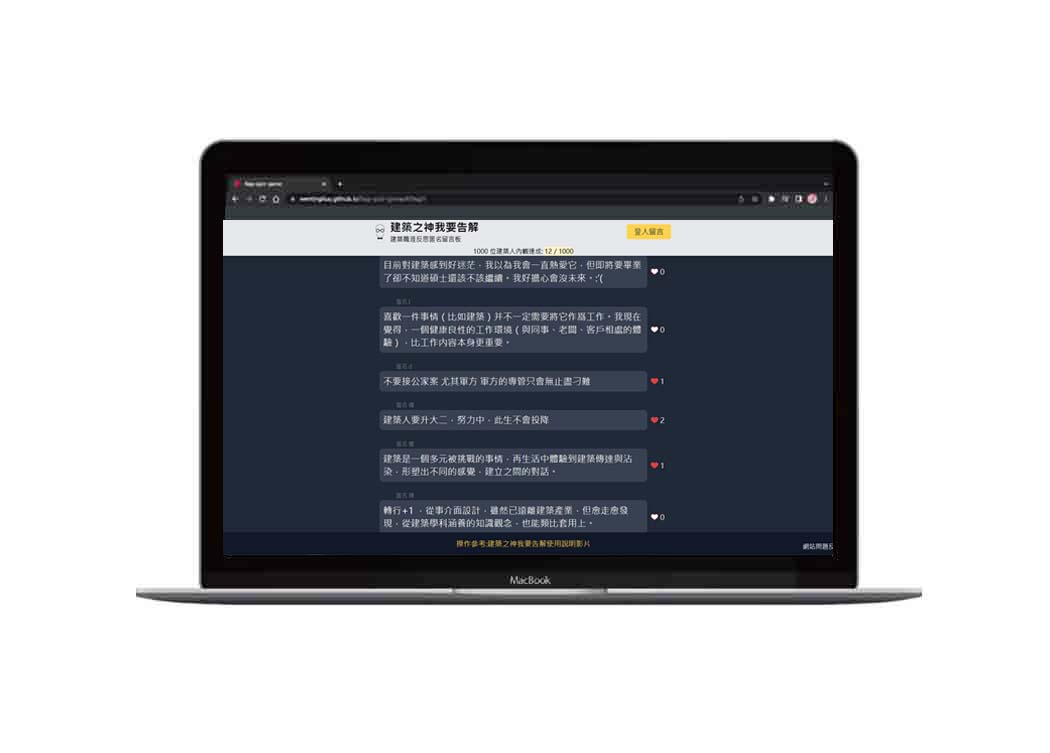 建築之神我要告解
建築職涯反思匿名留言板
登入留言
1000 位建築人內觀達成: 12 / 1000
目前對建築感到好迷茫，我以為我會一直熱愛它，但即將要畢業
了卻不知道碩士還該不該繼續。我好擔心會沒未來。:'(
0
喜歡一件事情（比如建築）并不一定需要將它作爲工作。我現在
覺得，一個健康良性的工作環境（與同事、老闆、客戶相處的體
驗），比工作内容本身更重要。
0
不要接公家案 尤其軍方 軍方的專管只會無止盡刁難
1
建築人要升大二，努力中，此生不會投降
2
建築是一個多元被挑戰的事情，再生活中體驗到建築傳達與沾
染，形塑出不同的感覺，建立之間的對話。
1
轉行+1 ，從事介面設計，雖然已遠離建築產業，但愈走愈發
現，從建築學科涵養的知識觀念，也能類比套用上。
0
操作參考:建築之神我要告解使用說明影片
網站問題反
MacBook